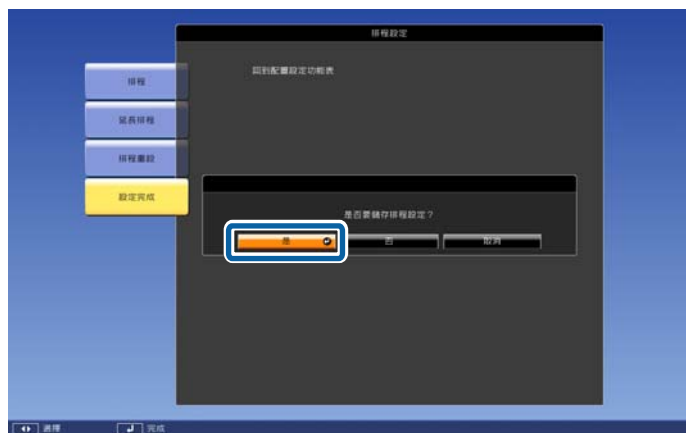 排程設定
回到配置設定功能表
排程
延長排程
排程重設
設定完成
是否要儲存排程設定？
是 否 取消
選擇 完成